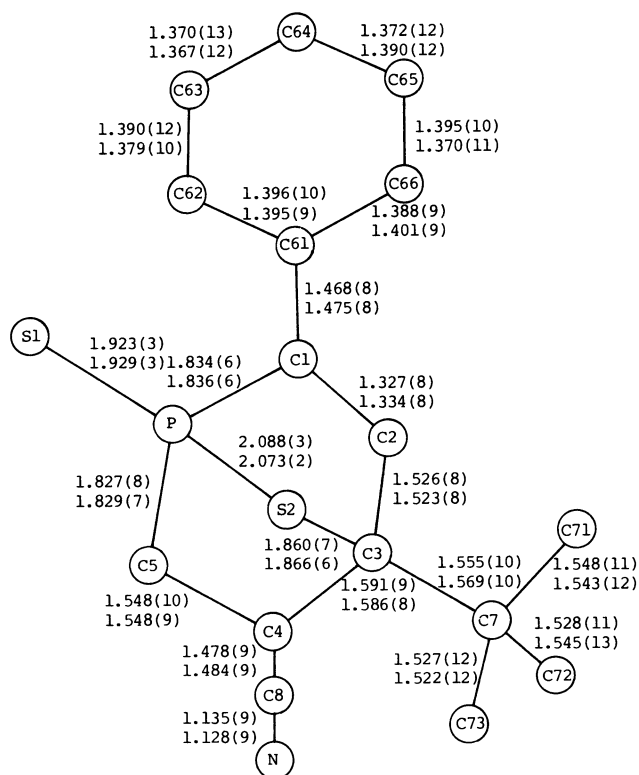 C64
1.370(13)
1.367(12)
1.372(12)
1.390(12)
C63
C65
1.390(12)
1.379(10)
1.395(10)
1.370(11)
C62
C66
1.396(10)
1.395(9)
1.388(9)
1.401(9)
C61
1.468(8)
1.475(8)
S1
1.923(3)
1.929(3)
1.834(6)
1.836(6)
C1
1.327(8)
1.334(8)
P
C2
2.088(3)
2.073(2)
1.827(8)
1.829(7)
1.526(8)
1.523(8)
S2
C71
1.860(7)
1.866(6)
C3
C5
1.555(10)
1.569(10)
1.548(11)
1.543(12)
1.591(9)
1.586(8)
1.548(10)
1.548(9)
C4
C7
1.528(11)
1.545(13)
1.478(9)
1.484(9)
1.527(12)
1.522(12)
C72
C8
C73
1.135(9)
1.128(9)
N